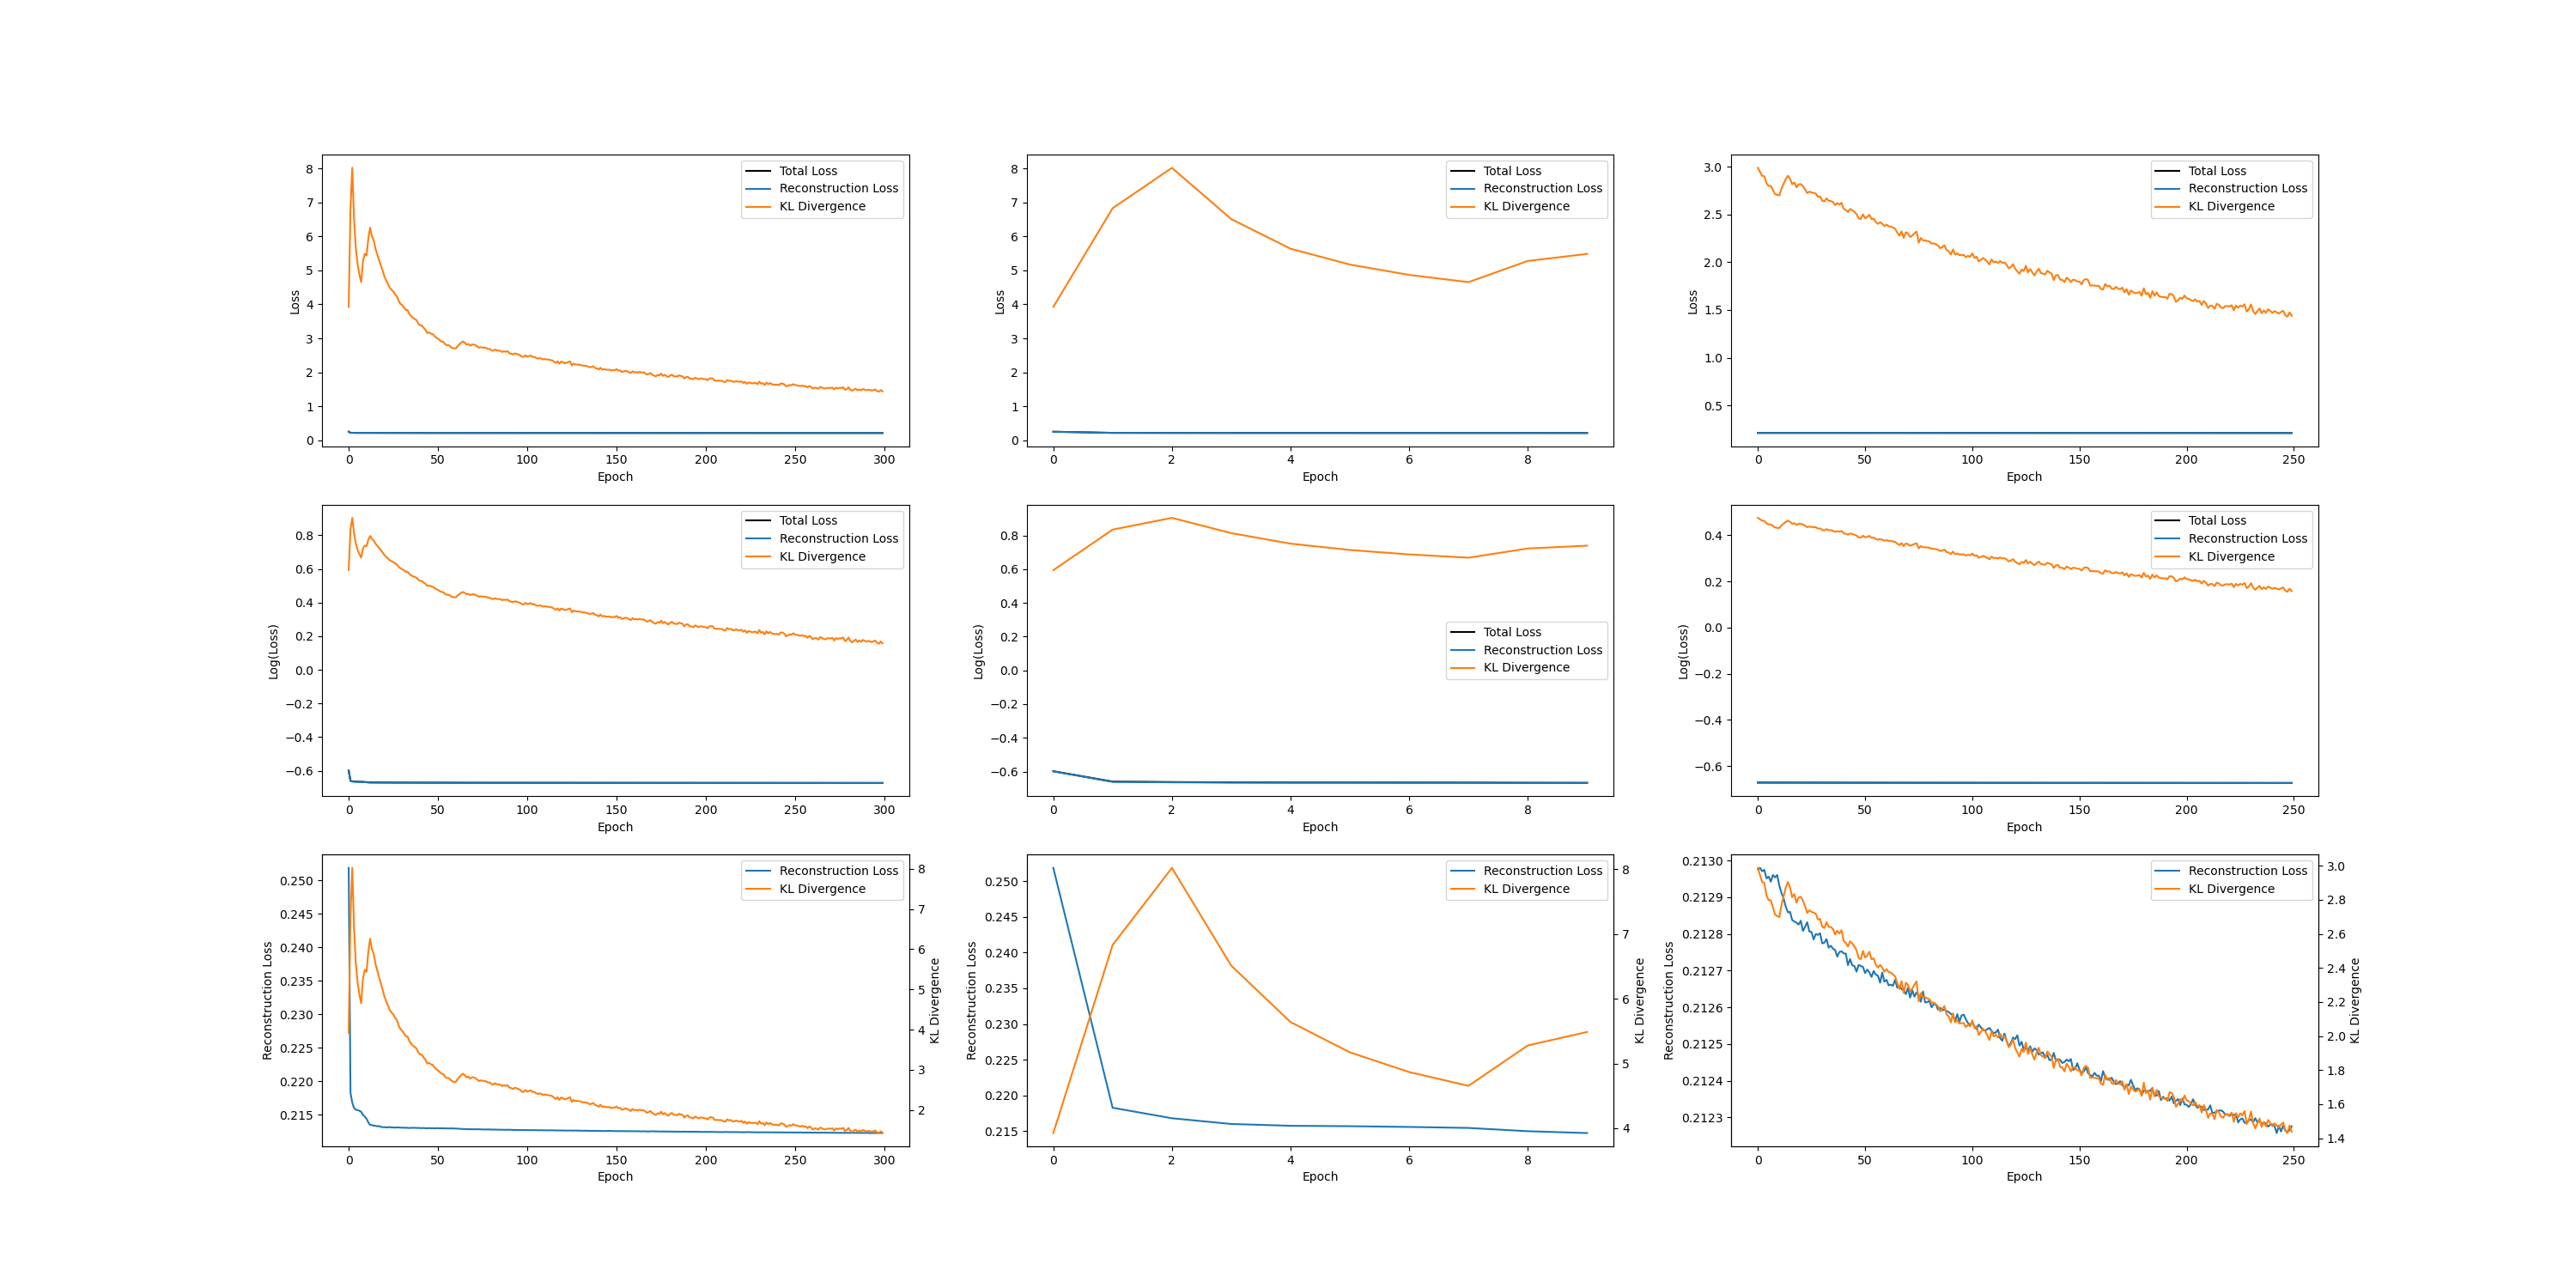 8
7
6
5
4
3
2
1
0
Loss
0 50 100 150 200 250 300
Epoch
Total Loss
Reconstruction Loss
KL Divergence
8
7
6
5
4
3
2
1
0
Loss
0 2 4 6 8
Epoch
Total Loss
Reconstruction Loss
KL Divergence
3.0
2.5
2.0
1.5
1.0
0.5
Loss
0 50 100 150 200 250
Epoch
Total Loss
Reconstruction Loss
KL Divergence
0.8
0.6
0.4
0.2
0.0
−0.2
−0.4
−0.6
Log(Loss)
0 50 100 150 200 250 300
Epoch
Total Loss
Reconstruction Loss
KL Divergence
0.8
0.6
0.4
0.2
0.0
−0.2
−0.4
−0.6
Log(Loss)
0 2 4 6 8
Epoch
Total Loss
Reconstruction Loss
KL Divergence
0.4
0.2
0.0
−0.2
−0.4
−0.6
Log(Loss)
0 50 100 150 200 250
Epoch
Total Loss
Reconstruction Loss
KL Divergence
0.250
0.245
0.240
0.235
0.230
0.225
0.220
0.215
Reconstruction Loss
0 50 100 150 200 250 300
Epoch
Reconstruction Loss
KL Divergence
8
7
6
5
4
3
2
KL Divergence
0.250
0.245
0.240
0.235
0.230
0.225
0.220
0.215
Reconstruction Loss
0 2 4 6 8
Epoch
Reconstruction Loss
KL Divergence
8
7
6
5
4
KL Divergence
0.2130
0.2129
0.2128
0.2127
0.2126
0.2125
0.2124
0.2123
Reconstruction Loss
0 50 100 150 200 250
Epoch
Reconstruction Loss
KL Divergence
3.0
2.8
2.6
2.4
2.2
2.0
1.8
1.6
1.4
KL Divergence